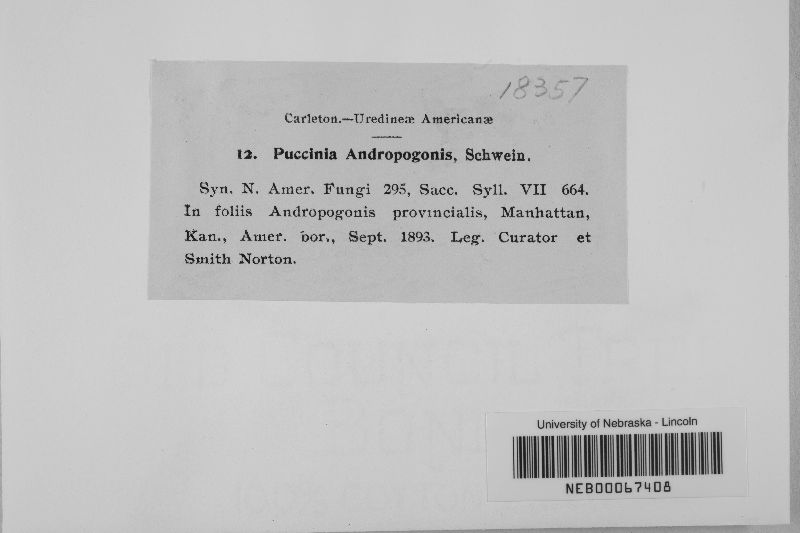 18357
Carleton.—Uredineæ Americanæ
12. Puccinia Andropogonis, Schwein.
Syn. N. Amer. Fungi 295, Sacc. Syll. VII 664.
In foliis Andropogonis provincialis, Manhattan,
Kan., Amer. bor., Sept. 1893. Leg. Curator et
Smith Norton.
University of Nebraska - Lincoln
NEB00067408